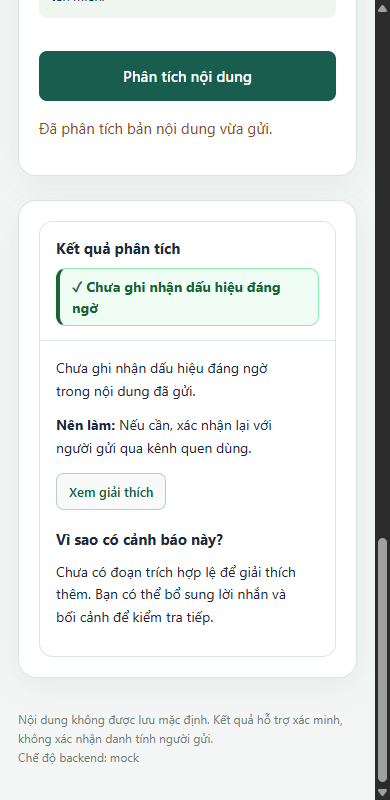 Phân tích nội dung
Đã phân tích bản nội dung vừa gửi.
Kết quả phân tích
✓ Chưa ghi nhận dấu hiệu đáng
ngờ
Chưa ghi nhận dấu hiệu đáng ngờ
trong nội dung đã gửi.
Nên làm: Nếu cần, xác nhận lại với
người gửi qua kênh quen dùng.
Xem giải thích
Vì sao có cảnh báo này?
Chưa có đoạn trích hợp lệ để giải thích
thêm. Bạn có thể bổ sung lời nhắn và
bối cảnh để kiểm tra tiếp.
Nội dung không được lưu mặc định. Kết quả hỗ trợ xác minh,
không xác nhận danh tính người gửi.
Chế độ backend: mock